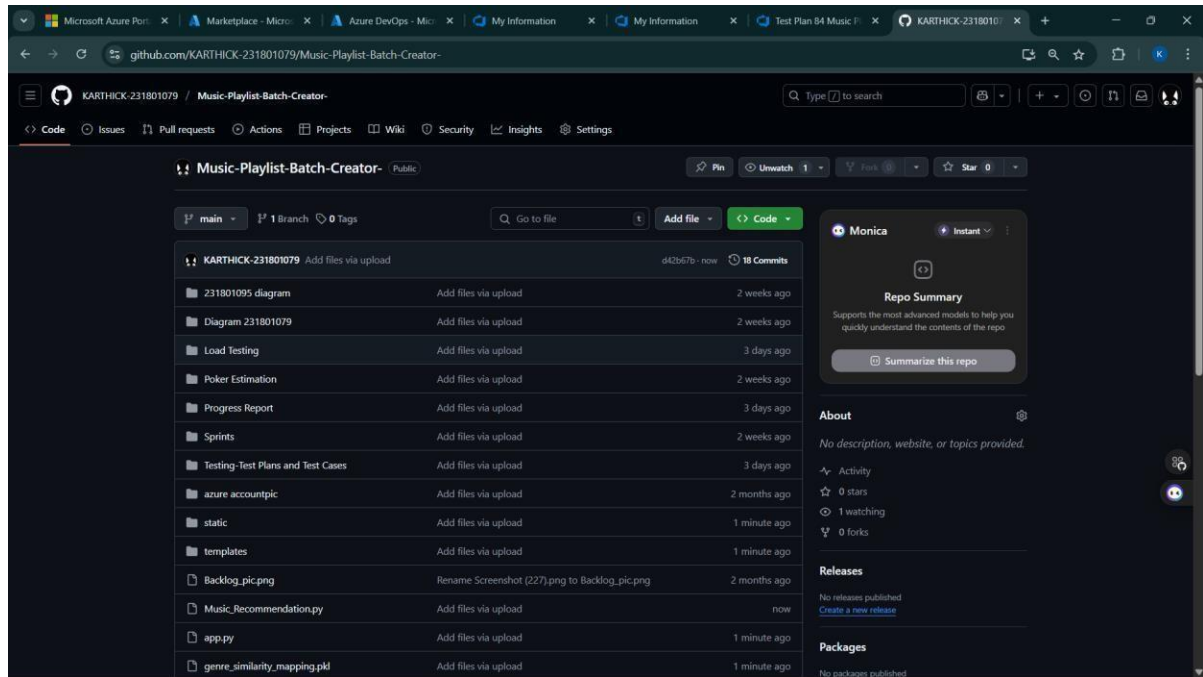 Microsoft Azure Port
Marketplace - Micros
Azure DevOps - Micr
My Information
My Information
Test Plan 84 Music P
KARTHICK-23180107
github.com/KARTHICK-231801079/Music-Playlist-Batch-Creator-
K
KARTHICK-231801079 / Music-Playlist-Batch-Creator-
Type / to search
<> Code Issues Pull requests Actions Projects Wiki Security Insights Settings
Music-Playlist-Batch-Creator- Public
Pin Unwatch 1 Fork 0 Star 0
main 1 Branch 0 Tags Go to file t Add file <> Code
KARTHICK-231801079 Add files via upload d42b67b - now 18 Commits
231801095 diagram Add files via upload 2 weeks ago
Diagram 231801079 Add files via upload 2 weeks ago
Load Testing Add files via upload 3 days ago
Poker Estimation Add files via upload 2 weeks ago
Progress Report Add files via upload 3 days ago
Sprints Add files via upload 2 weeks ago
Testing-Test Plans and Test Cases Add files via upload 3 days ago
azure accountpic Add files via upload 2 months ago
static Add files via upload 1 minute ago
templates Add files via upload 1 minute ago
Backlog_pic.png Rename Screenshot (227).png to Backlog_pic.png 2 months ago
Music_Recommendation.py Add files via upload now
app.py Add files via upload 1 minute ago
genre_similarity_mapping.pkl Add files via upload 1 minute ago
Monica Instant
Repo Summary
Supports the most advanced models to help you
quickly understand the contents of the repo
Summarize this repo
About
No description, website, or topics provided.
Activity
0 stars
1 watching
0 forks
Releases
No releases published
Create a new release
Packages
No packages published